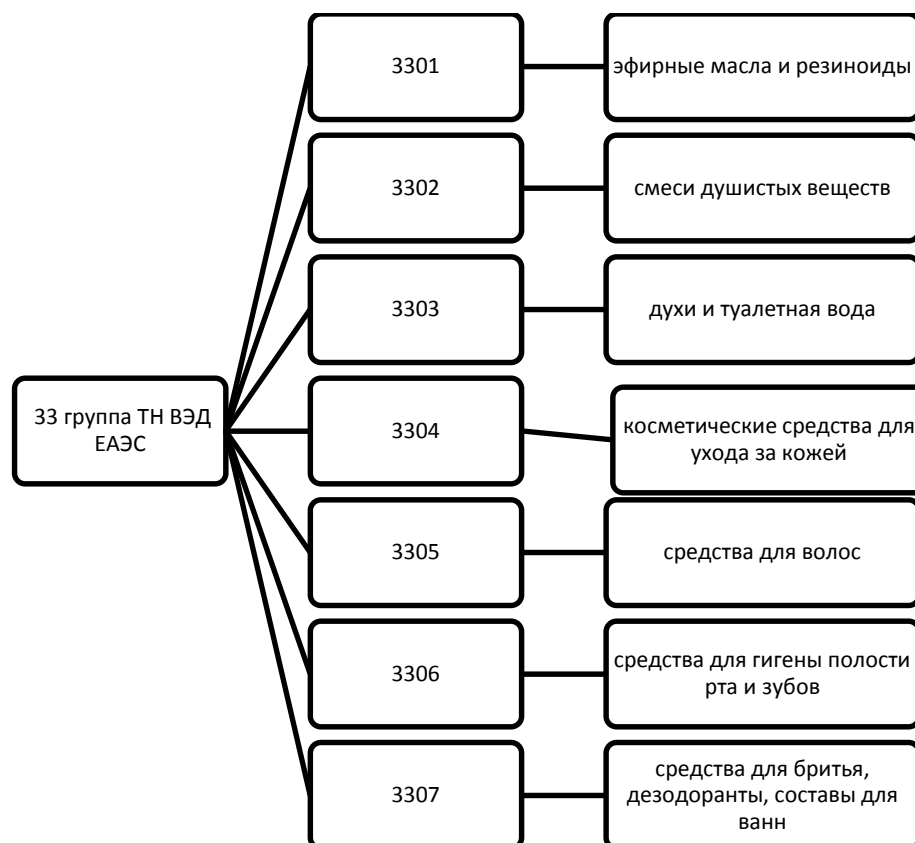 3301
эфирные масла и резиноиды
3302
смеси душистых веществ
3303
духи и туалетная вода
33 группа ТН ВЭД
ЕАЭС
3304
косметические средства для
ухода за кожей
3305
средства для волос
3306
средства для гигены полости
рта и зубов
3307
средства для бритья,
дезодоранты, составы для
ванн